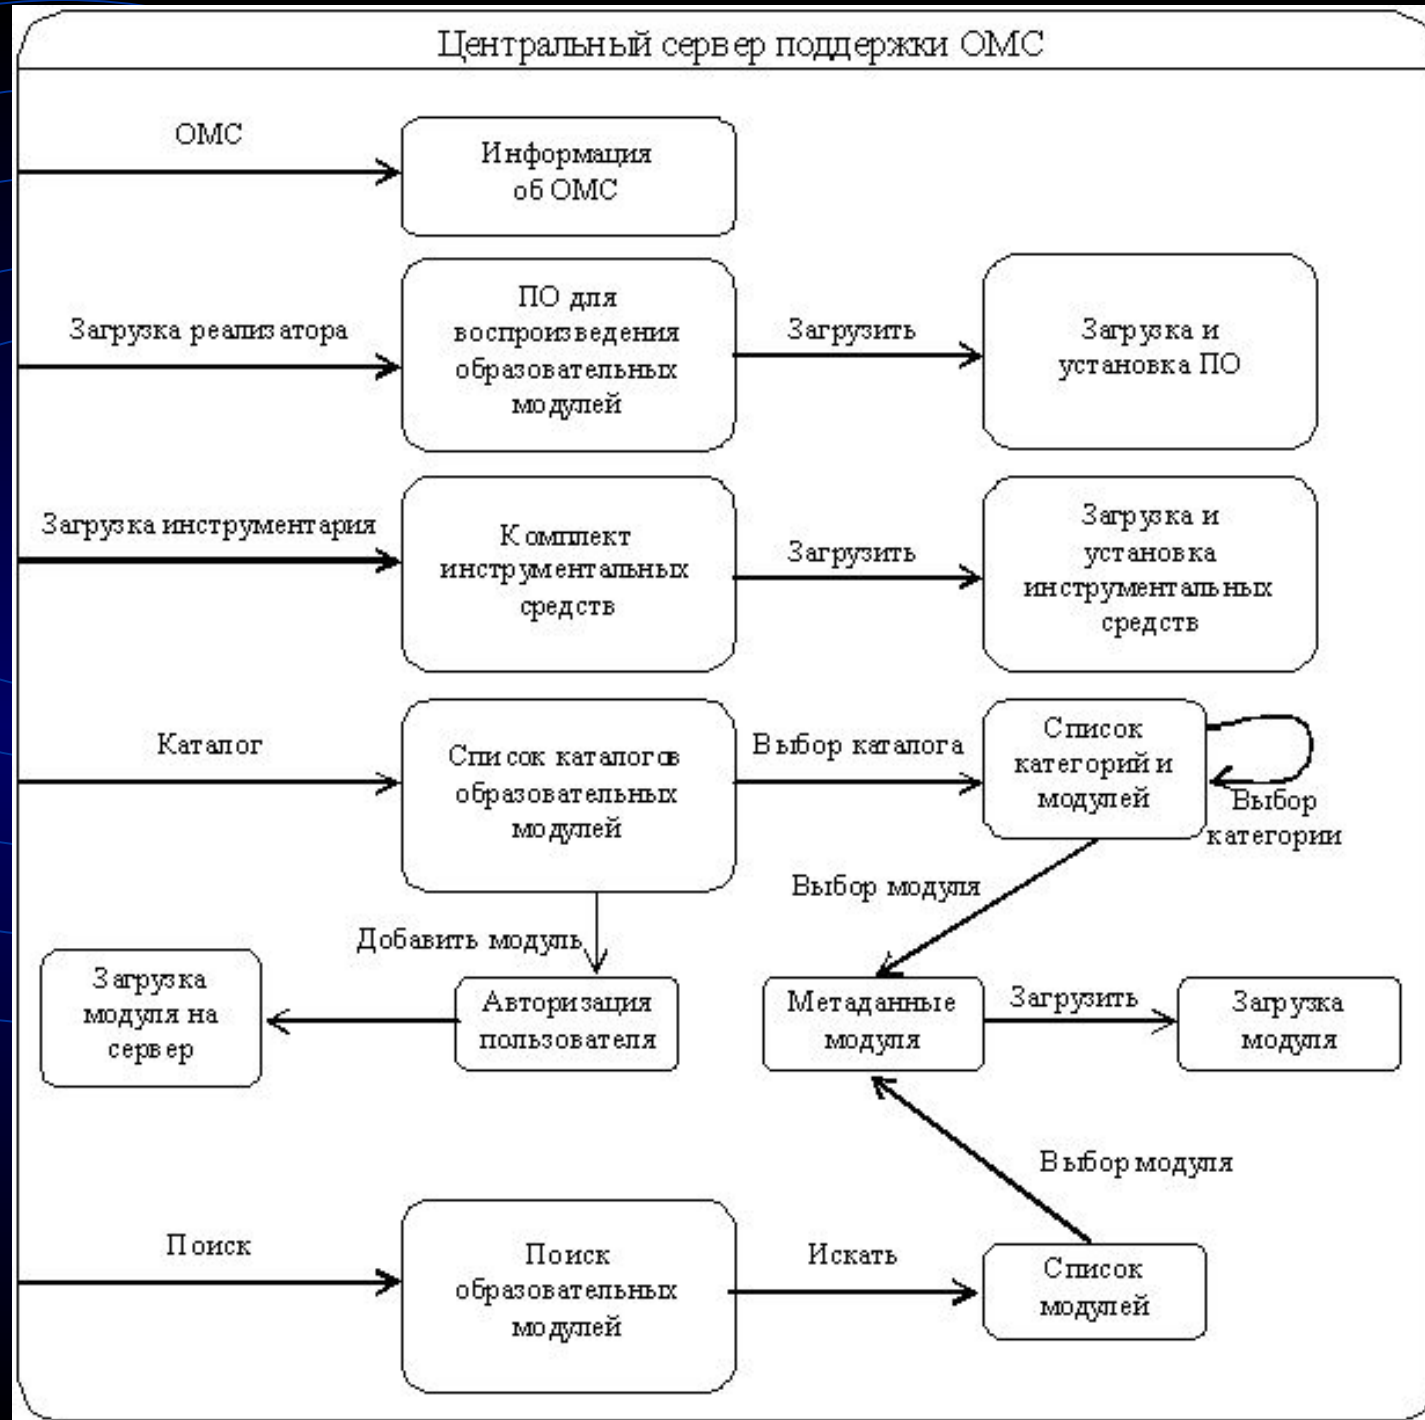 Центральный сервер поддержки ОМС
ОМС
Информация
об ОМС
Загрузка реализатора
ПО для
воспроизведения
образовательных
модулей
Загрузить
Загрузка и
установка ПО
Загрузка инструментария
Комплект
инструментальных
средств
Загрузить
Загрузка и
установка
инструментальных
средств
Каталог
Список каталогов
образовательных
модулей
Выбор каталога
Список
категорий и
модулей
Выбор
категории
Выбор модуля
Добавить модуль
Загрузка
модуля на
сервер
Авторизация
пользователя
Метаданные
модуля
Загрузить
Загрузка
модуля
Выбор модуля
Поиск
Поиск
образовательных
модулей
Искать
Список
модулей